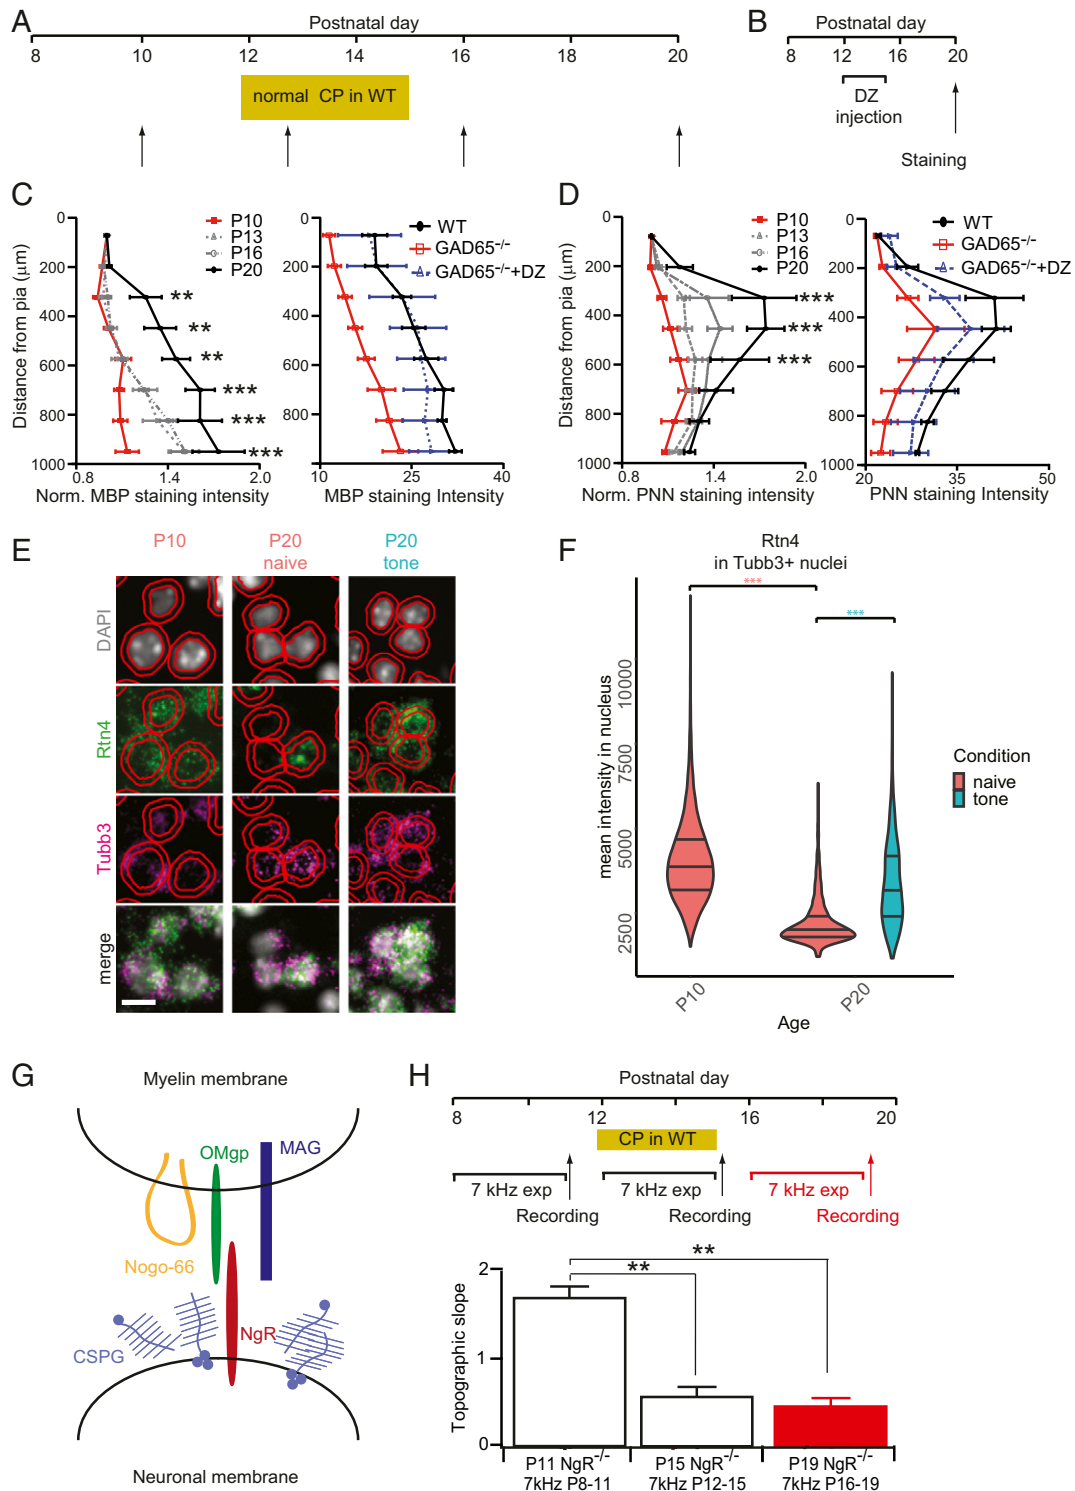 A
Postnatal day
8 10 12 14 16 18 20
normal CP in WT
B
Postnatal day
8 12 16 20
DZ
injection
Staining
C
0
200
400
600
800
1000
Distance from pia (μm)
P10
P13
P16
P20
**
**
**
***
***
***
0.8 1.4 2.0
Norm. MBP staining intensity
0
200
400
600
800
WT
GAD65-/-
GAD65-/-+DZ
10 25 40
MBP staining Intensity
D
0
200
400
600
800
1000
Distance from pia (μm)
P10
P13
P16
P20
***
***
***
0.8 1.4 2.0
Norm. PNN staining intensity
0
200
400
600
800
WT
GAD65-/-
GAD65-/-+DZ
20 35 50
PNN staining Intensity
E
P10
P20
naive
P20
tone
DAPI
Rtn4
Tubb3
merge
F
Rtn4
in Tubb3+ nuclei
***
***
mean intensity in nucleus
10000
7500
5000
2500
P10 P20
Age
Condition
naive
tone
G
Myelin membrane
OMgp
MAG
Nogo-66
NgR
CSPG
Neuronal membrane
H
Postnatal day
8 12 16 20
CP in WT
7 kHz exp 7 kHz exp 7 kHz exp
Recording Recording Recording
**
**
Topographic slope
2
1
0
P11 NgR-/-
7kHz P8-11
P15 NgR-/-
7kHz P12-15
P19 NgR-/-
7kHz P16-19